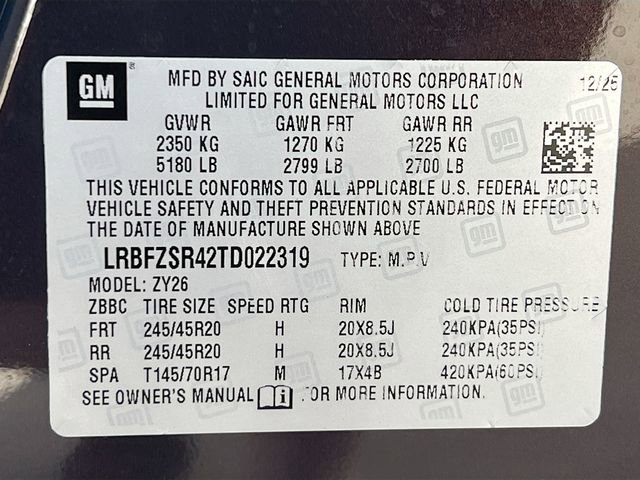 GM
MFD BY SAIC GENERAL MOTORS CORPORATION 12/25
LIMITED FOR GENERAL MOTORS LLC
GVWR GAWR FRT GAWR RR
2350 KG 1270 KG 1225 KG
5180 LB 2799 LB 2700 LB
THIS VEHICLE CONFORMS TO ALL APPLICABLE U.S. FEDERAL MOTOR
VEHICLE SAFETY AND THEFT PREVENTION STANDARDS IN EFFECT ON
THE DATE OF MANUFACTURE SHOWN ABOVE
LRBFZSR42TD022319 TYPE: M.P.V
MODEL: ZY26
ZBBC TIRE SIZE SPEED RTG RIM COLD TIRE PRESSURE
FRT 245/45R20 H 20X8.5J 240KPA(35PSI)
RR 245/45R20 H 20X8.5J 240KPA(35PSI)
SPA T145/70R17 M 17X4B 420KPA(60PSI)
SEE OWNER'S MANUAL i .FOR MORE INFORMATION.